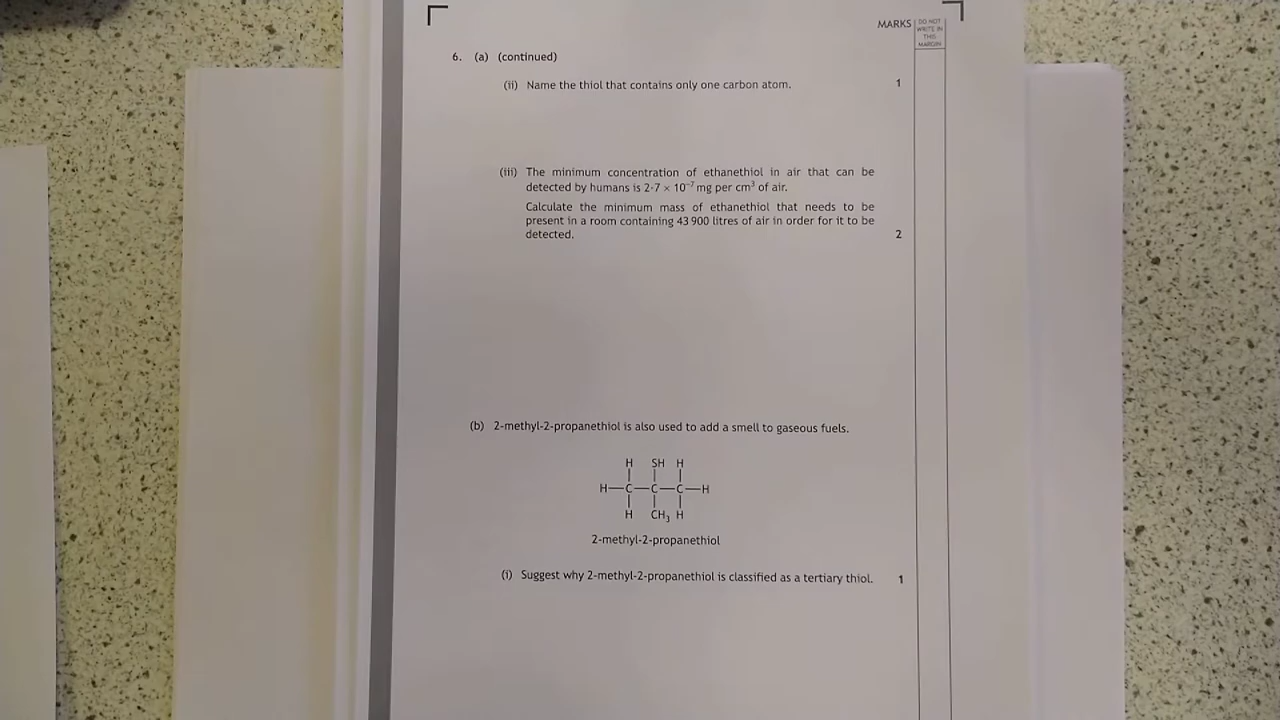 MARKS
DO NOT
WRITE IN
THIS
MARGIN
6. (a) (continued)
(ii) Name the thiol that contains only one carbon atom. 1
(iii) The minimum concentration of ethanethiol in air that can be
detected by humans is 2·7 × 10⁻⁷ mg per cm³ of air.
Calculate the minimum mass of ethanethiol that needs to be
present in a room containing 43 900 litres of air in order for it to be
detected. 2
(b) 2-methyl-2-propanethiol is also used to add a smell to gaseous fuels.
H SH H
H—C—C—C—H
H CH₃ H
2-methyl-2-propanethiol
(i) Suggest why 2-methyl-2-propanethiol is classified as a tertiary thiol. 1